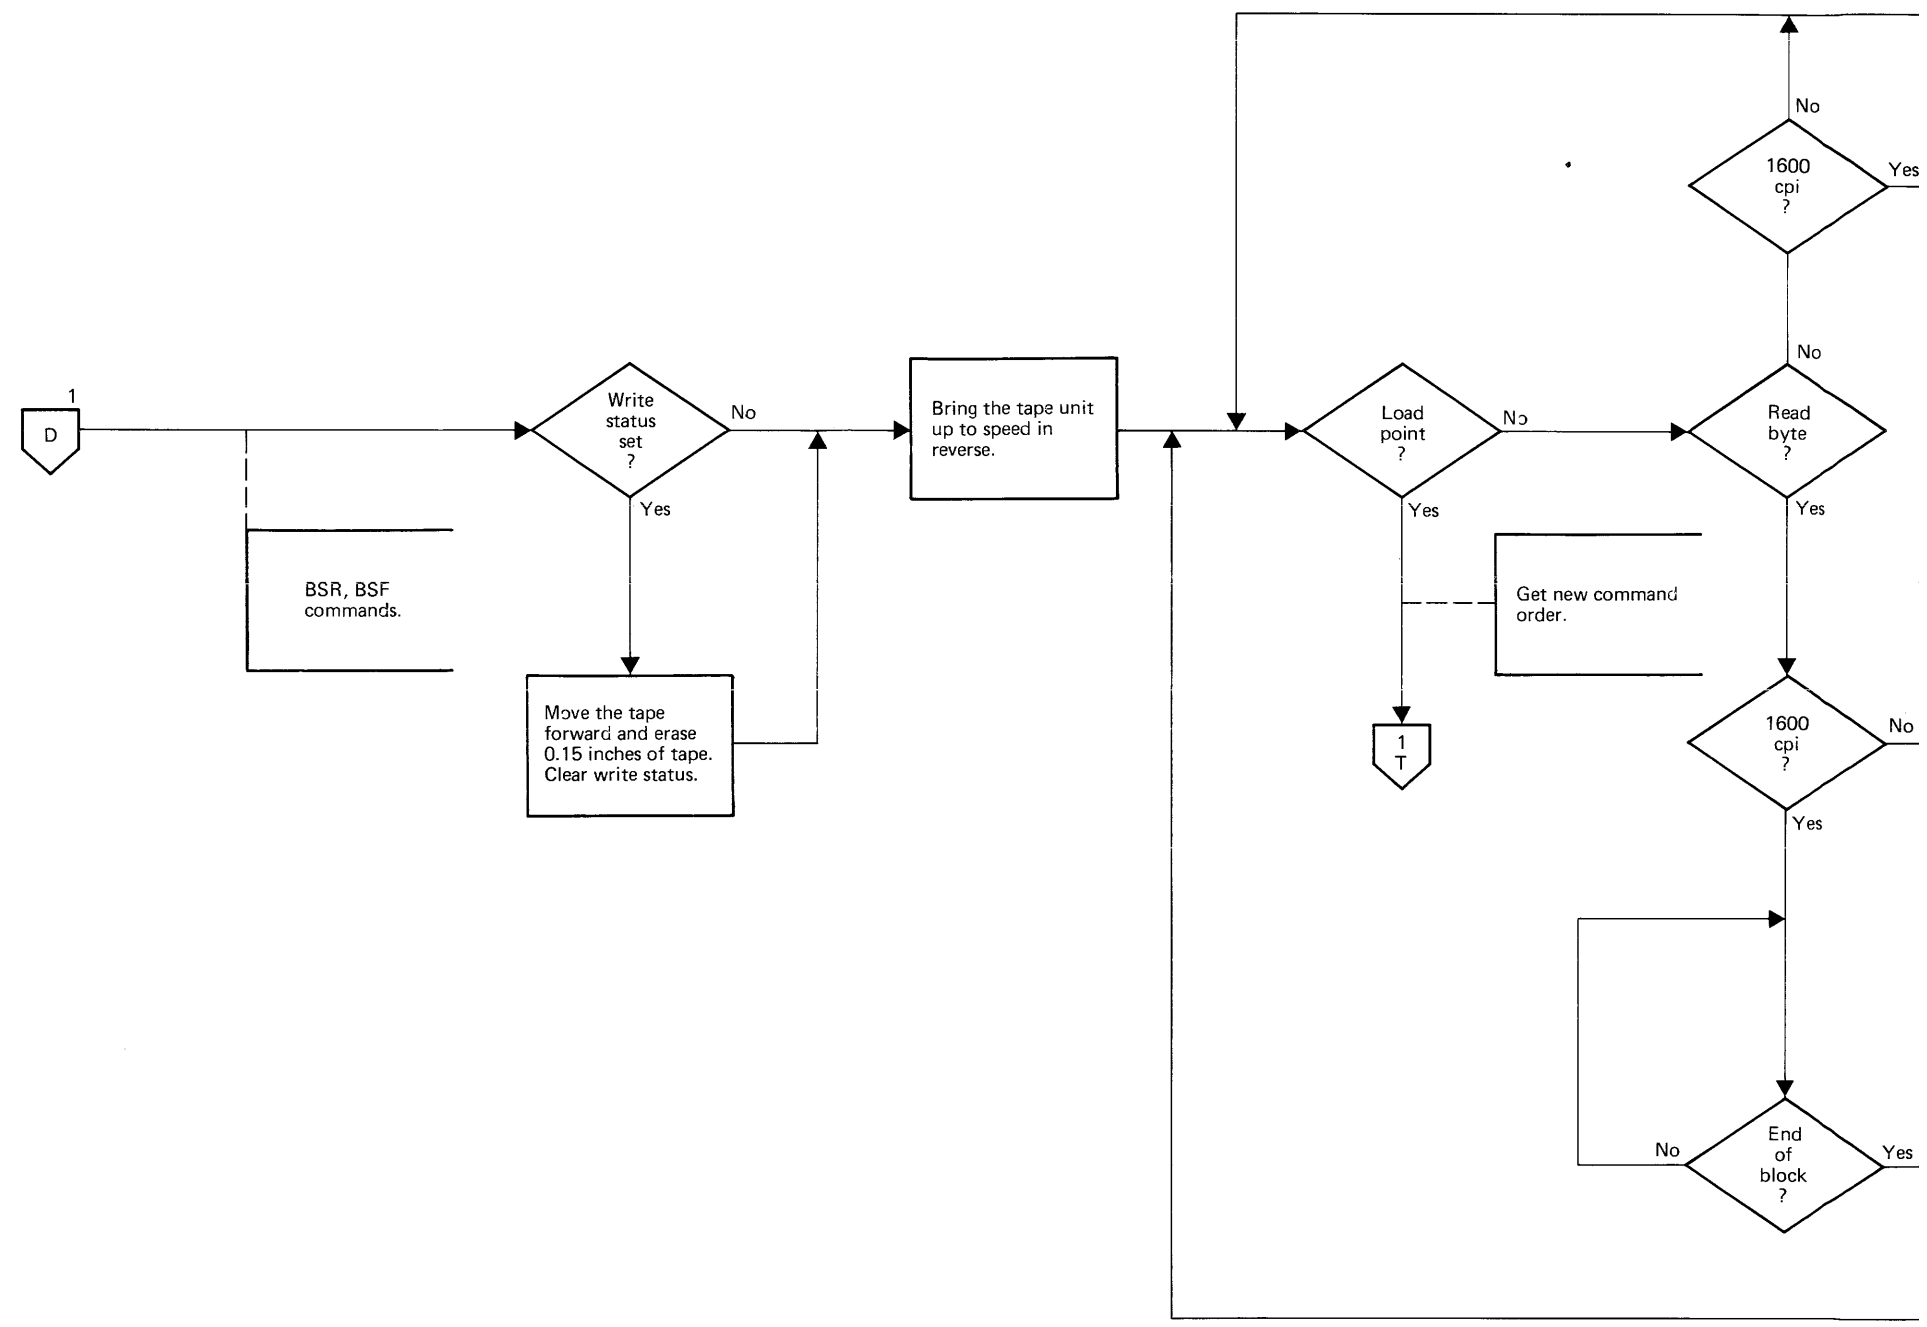 No
1600
cpi
?
Yes
1
D
Write
status
set
?
No
Yes
BSR, BSF
commands.
Move the tape
forward and erase
0.15 inches of tape.
Clear write status.
Bring the tape unit
up to speed in
reverse.
Load
point
?
No
Yes
Get new command
order.
1
T
No
Read
byte
?
Yes
1600
cpi
?
No
Yes
End
of
block
?
No
Yes